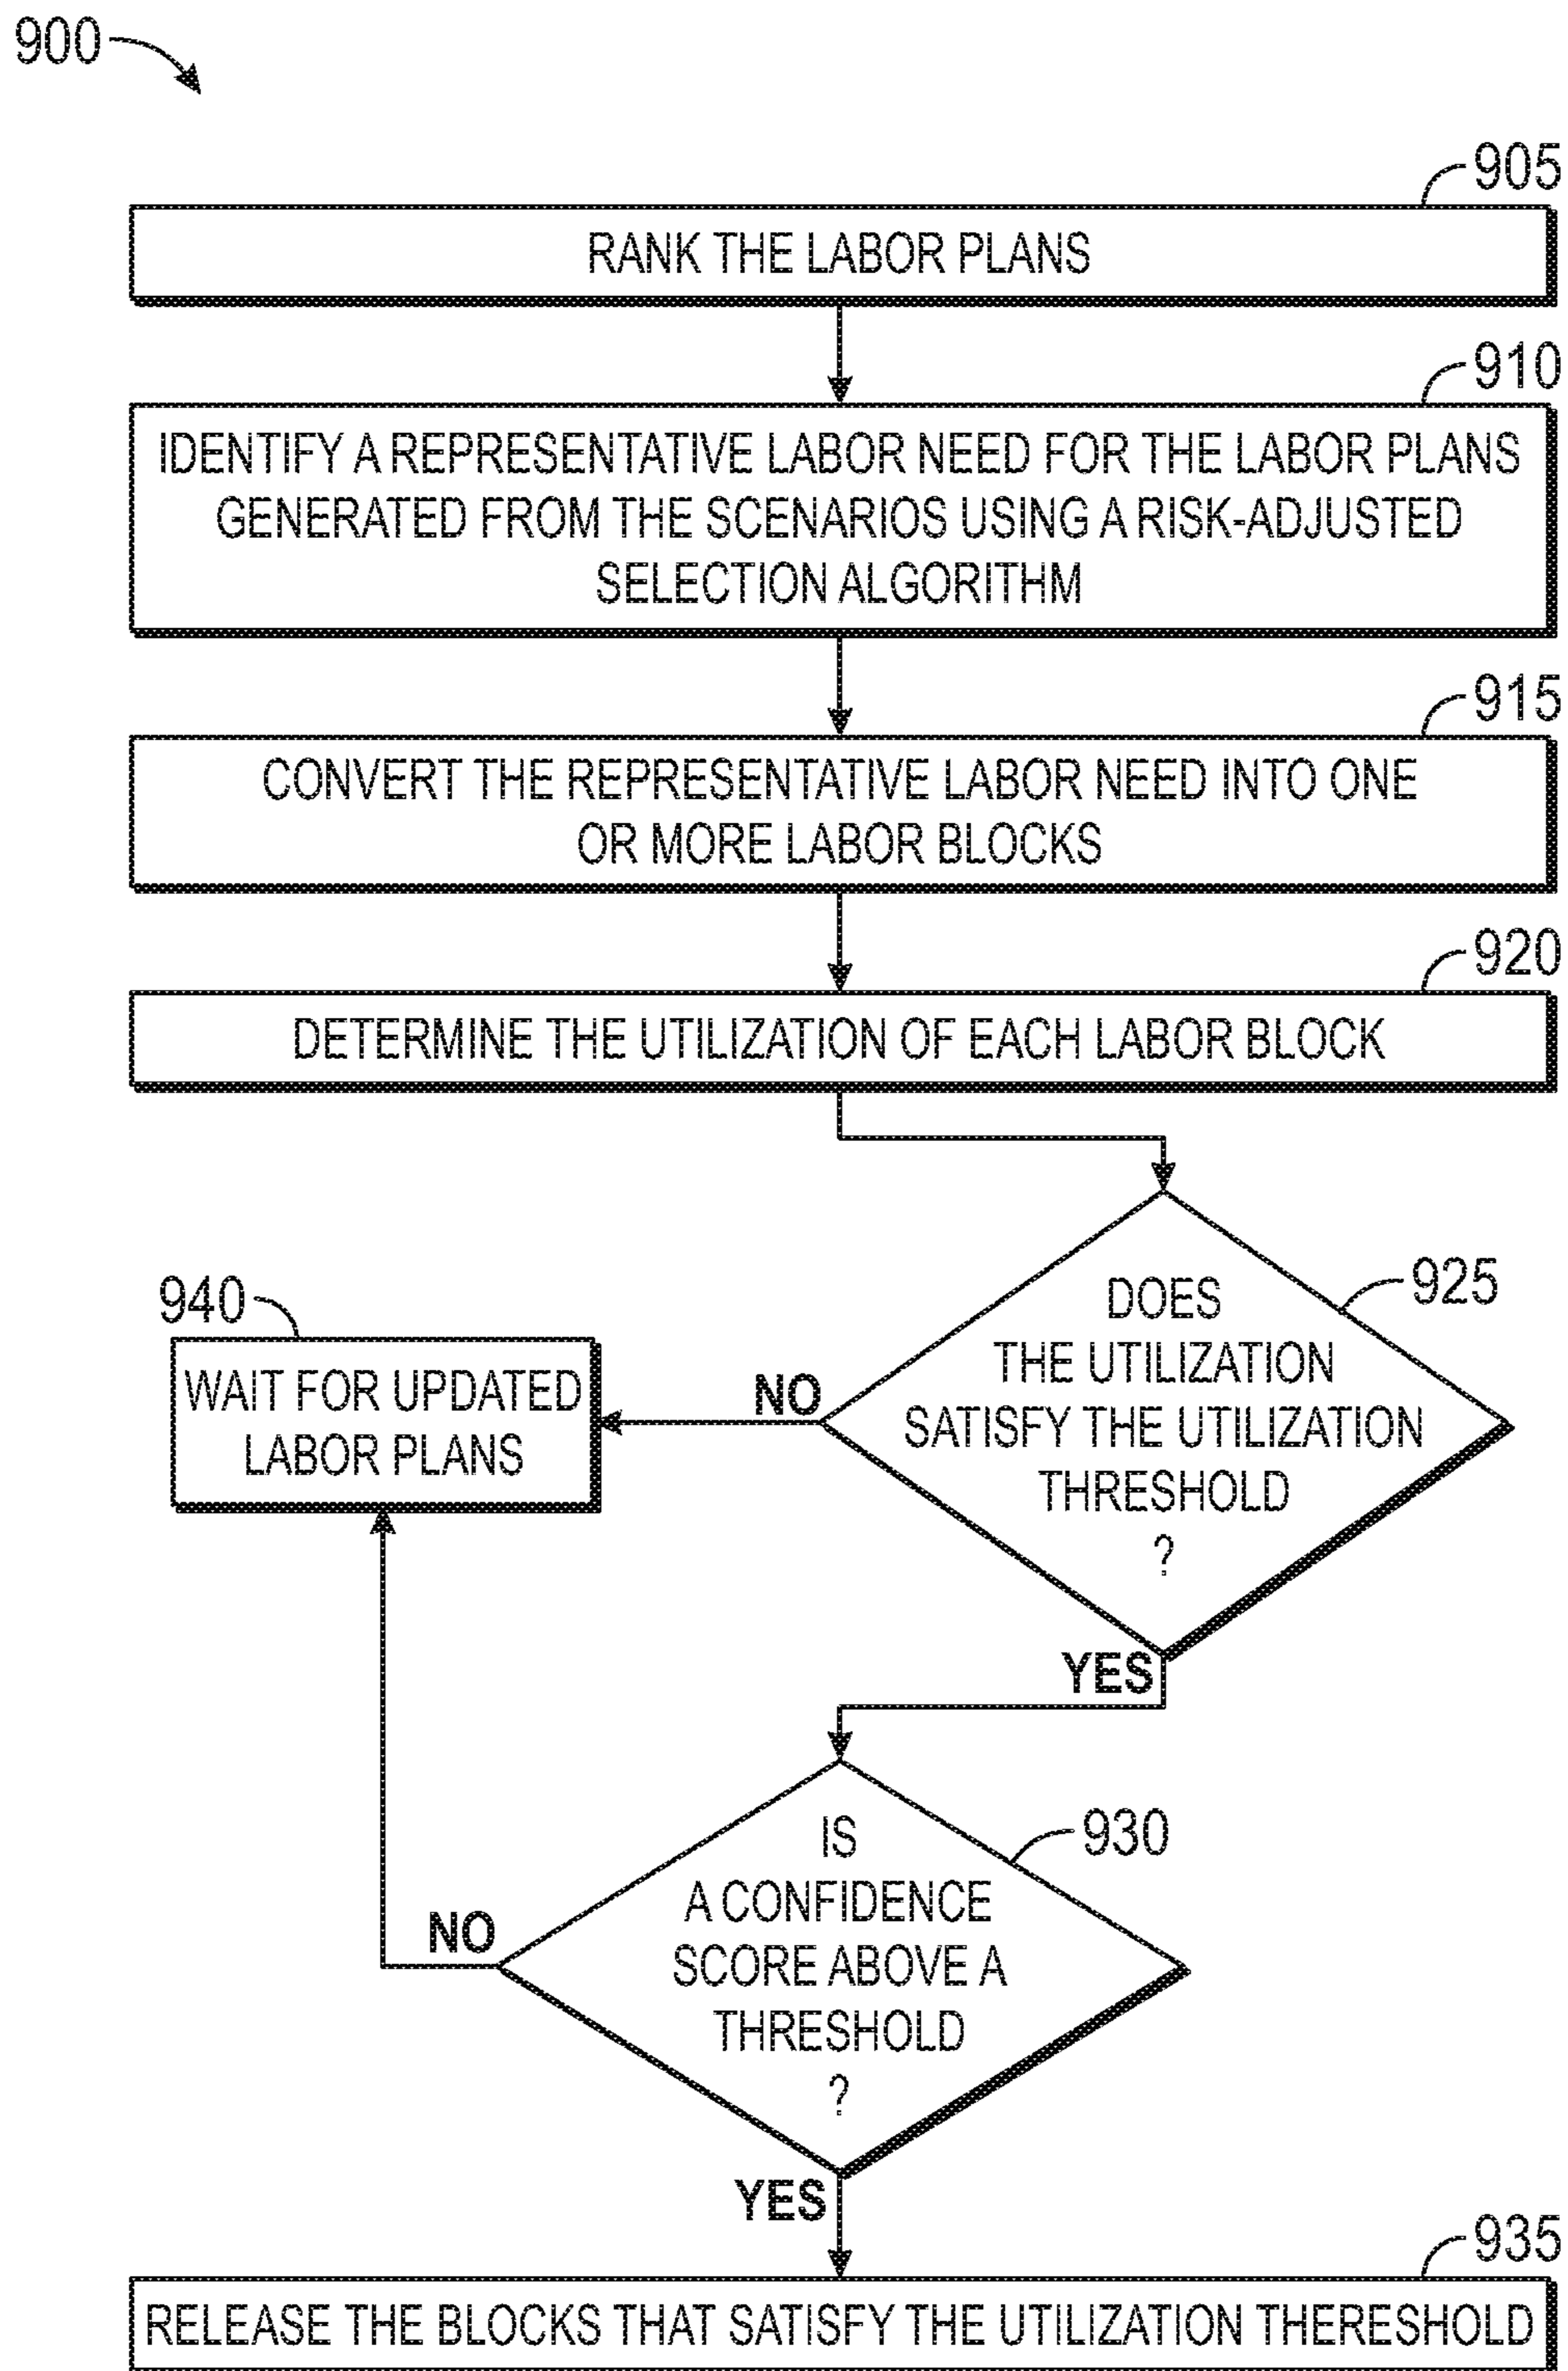 900
905
RANK THE LABOR PLANS
910
IDENTIFY A REPRESENTATIVE LABOR NEED FOR THE LABOR PLANS
GENERATED FROM THE SCENARIOS USING A RISK-ADJUSTED
SELECTION ALGORITHM
915
CONVERT THE REPRESENTATIVE LABOR NEED INTO ONE
OR MORE LABOR BLOCKS
920
DETERMINE THE UTILIZATION OF EACH LABOR BLOCK
925
DOES
THE UTILIZATION
SATISFY THE UTILIZATION
THRESHOLD
?
NO
940
WAIT FOR UPDATED
LABOR PLANS
YES
930
IS
A CONFIDENCE
SCORE ABOVE A
THRESHOLD
?
NO
YES
935
RELEASE THE BLOCKS THAT SATISFY THE UTILIZATION THERESHOLD